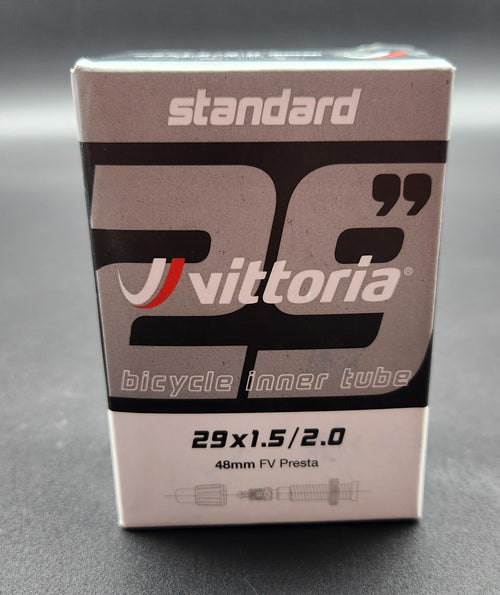 standard
29”
vittoria®
bicycle inner tube
29x1.5/2.0
48mm FV Presta